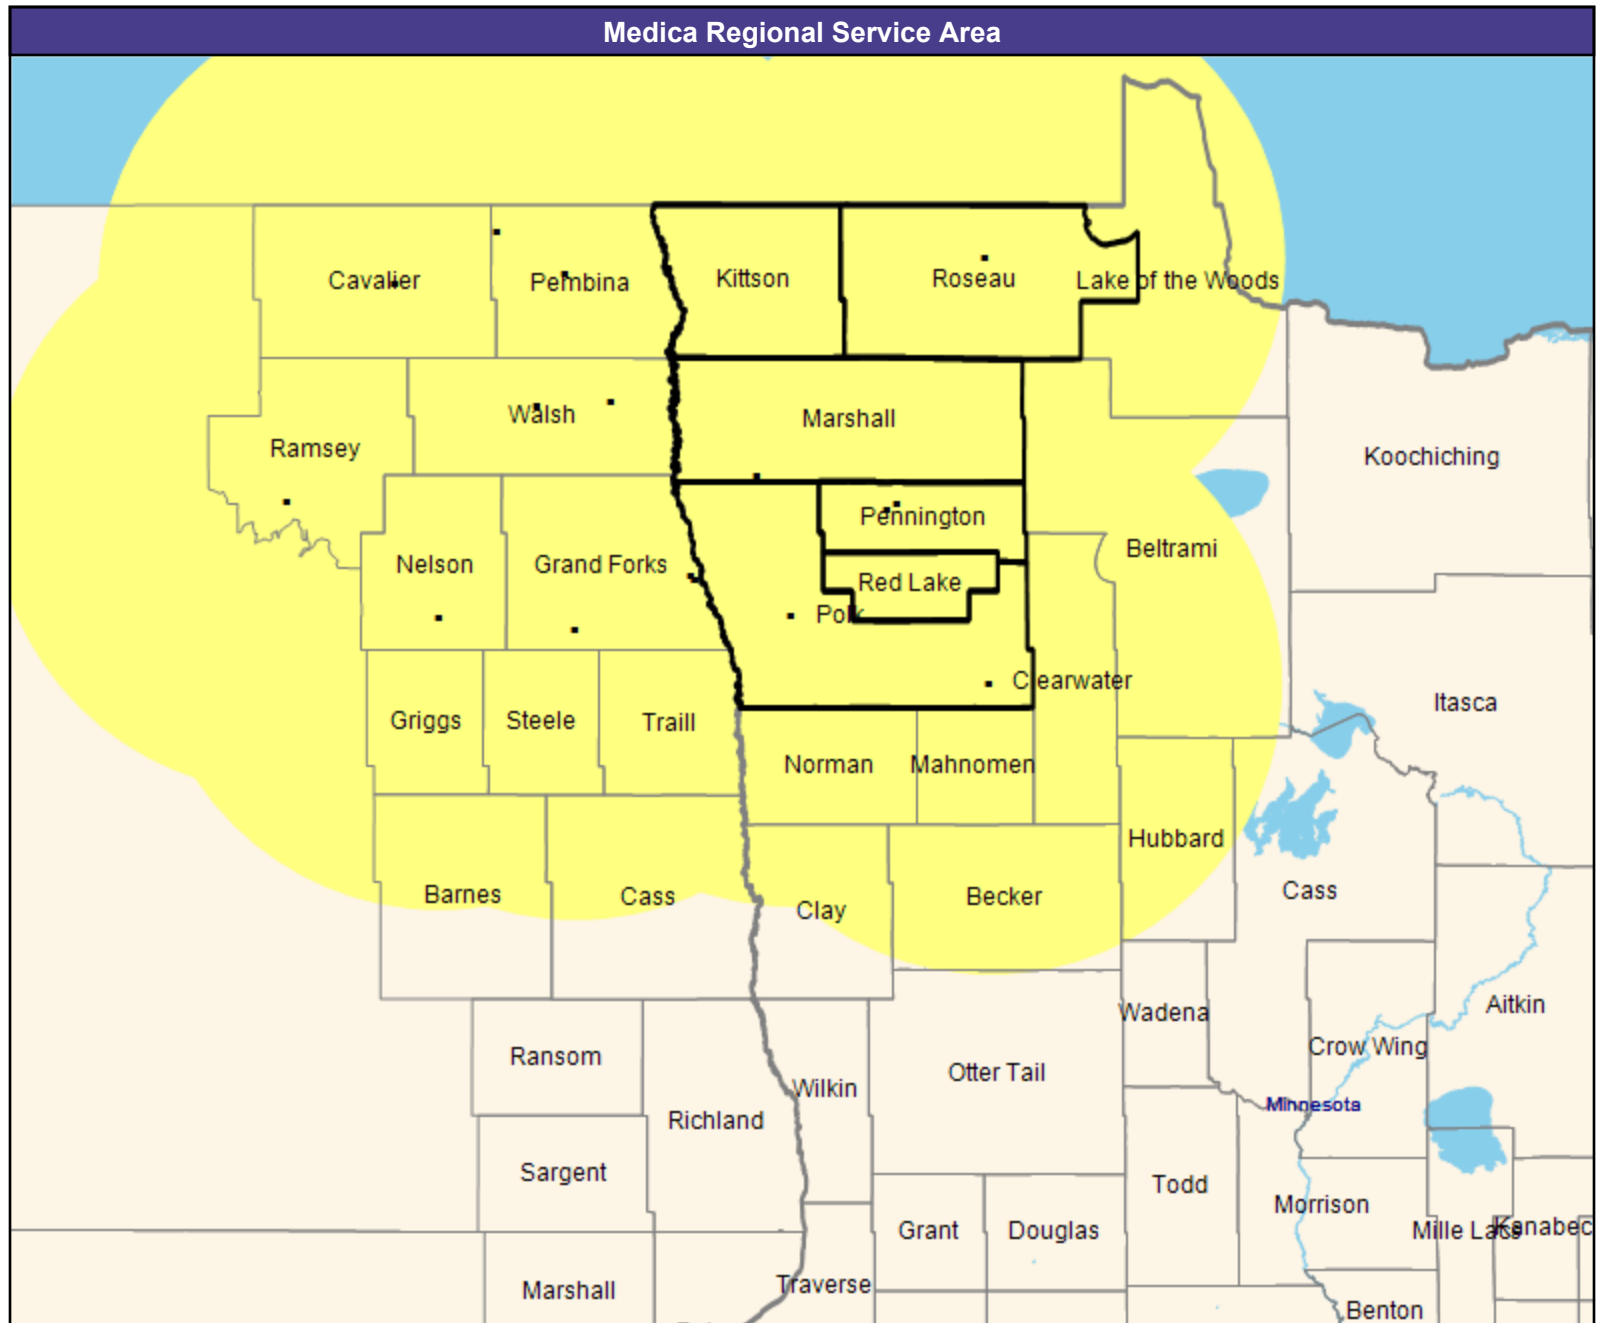 Medica Regional Service Area
Cavalier
Pembina
Kittson
Roseau
Lake of the Woods
Walsh
Marshall
Ramsey
Koochiching
Pennington
Beltrami
Nelson
Grand Forks
Red Lake
Polk
Clearwater
Griggs
Steele
Traill
Itasca
Norman
Mahnomen
Hubbard
Barnes
Cass
Clay
Becker
Cass
Wadena
Aitkin
Ransom
Otter Tail
Crow Wing
Wilkin
Minnesota
Richland
Sargent
Todd
Morrison
Grant
Douglas
Mille Lacs
Kanabec
Marshall
Traverse
Benton